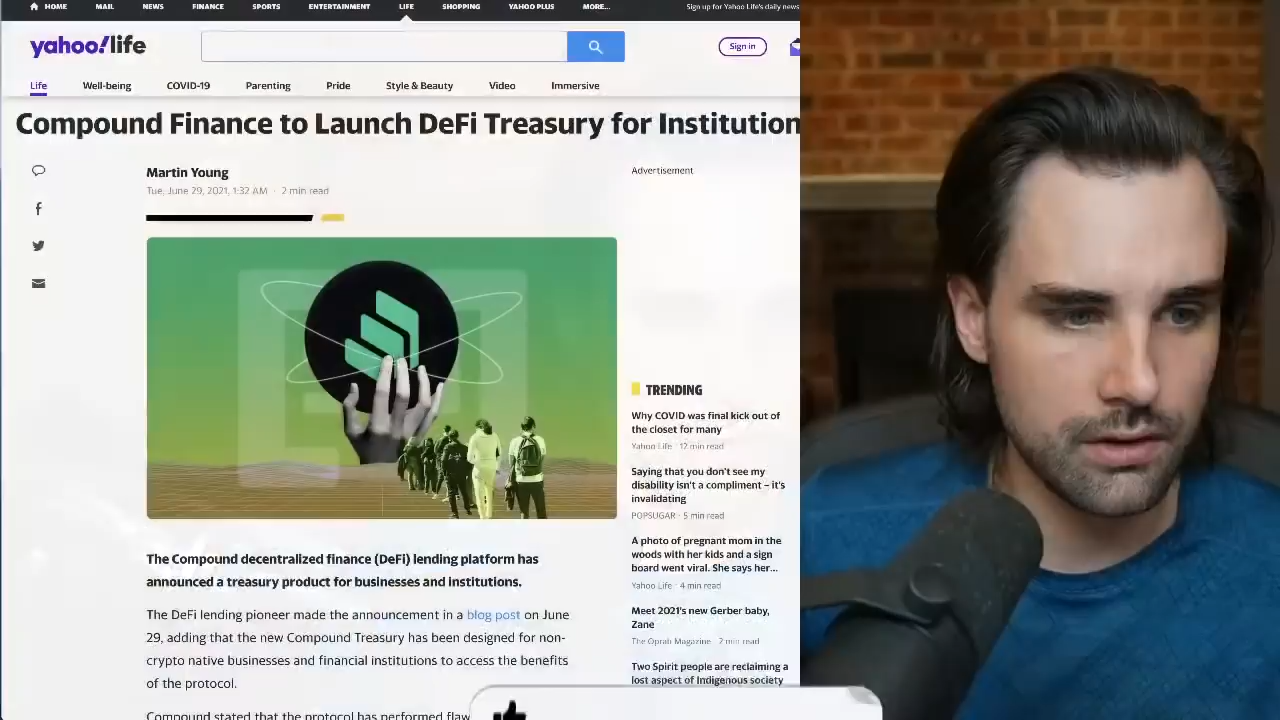 HOME MAIL NEWS FINANCE SPORTS ENTERTAINMENT LIFE SHOPPING YAHOO PLUS MORE... Sign up for Yahoo Life's daily news
yahoo!life
Sign in
Life Well-being COVID-19 Parenting Pride Style & Beauty Video Immersive
Compound Finance to Launch DeFi Treasury for Institution
Martin Young
Tue, June 29, 2021, 1:32 AM · 2 min read
The Compound decentralized finance (DeFi) lending platform has
announced a treasury product for businesses and institutions.
The DeFi lending pioneer made the announcement in a blog post on June
29, adding that the new Compound Treasury has been designed for non-
crypto native businesses and financial institutions to access the benefits
of the protocol.
Compound stated that the protocol has performed flaw
Advertisement
TRENDING
Why COVID was final kick out of
the closet for many
Yahoo Life · 12 min read
Saying that you don't see my
disability isn't a compliment – it's
invalidating
POPSUGAR · 5 min read
A photo of pregnant mom in the
woods with her kids and a sign
board went viral. She says her...
Yahoo Life · 4 min read
Meet 2021's new Gerber baby,
Zane
The Oprah Magazine · 2 min read
Two Spirit people are reclaiming a
lost aspect of Indigenous society